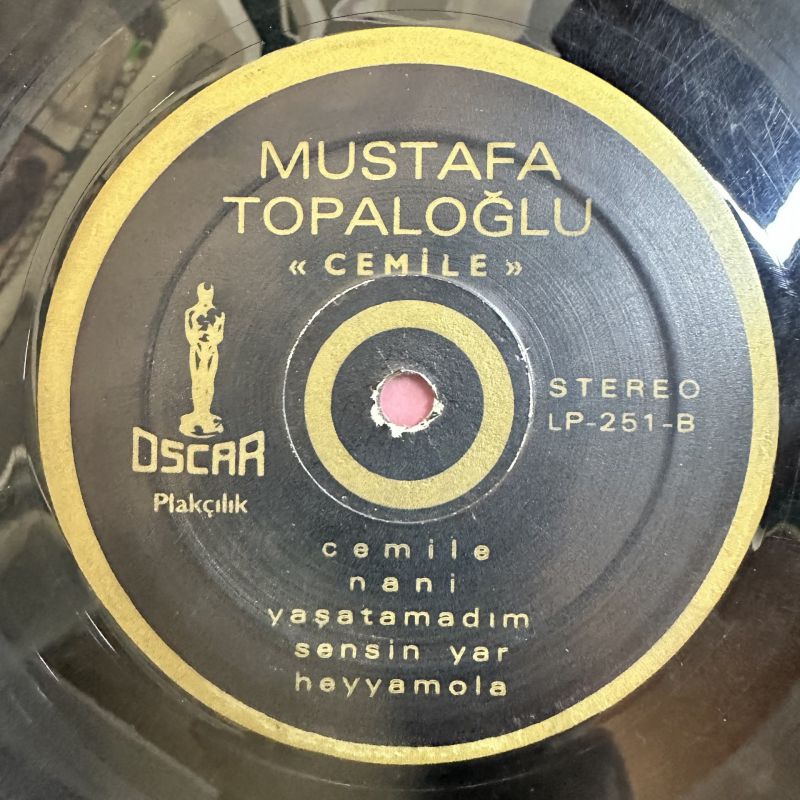 MUSTAFA
TOPALOĞLU
« CEMİLE »
STEREO
LP-251-B
OSCAR
Plakçılık
cemile
nani
yaşatamadım
sensin yar
heyyamola